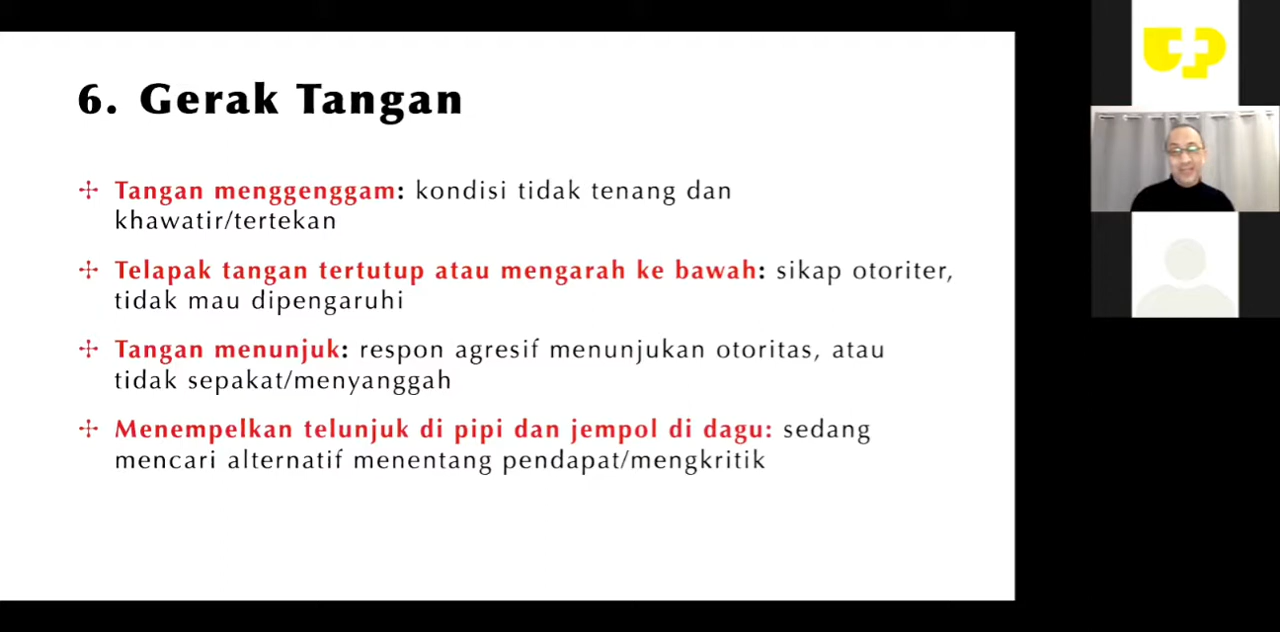 6. Gerak Tangan
Tangan menggenggam: kondisi tidak tenang dan
khawatir/tertekan
Telapak tangan tertutup atau mengarah ke bawah: sikap otoriter,
tidak mau dipengaruhi
Tangan menunjuk: respon agresif menunjukan otoritas, atau
tidak sepakat/menyanggah
Menempelkan telunjuk di pipi dan jempol di dagu: sedang
mencari alternatif menentang pendapat/mengkritik